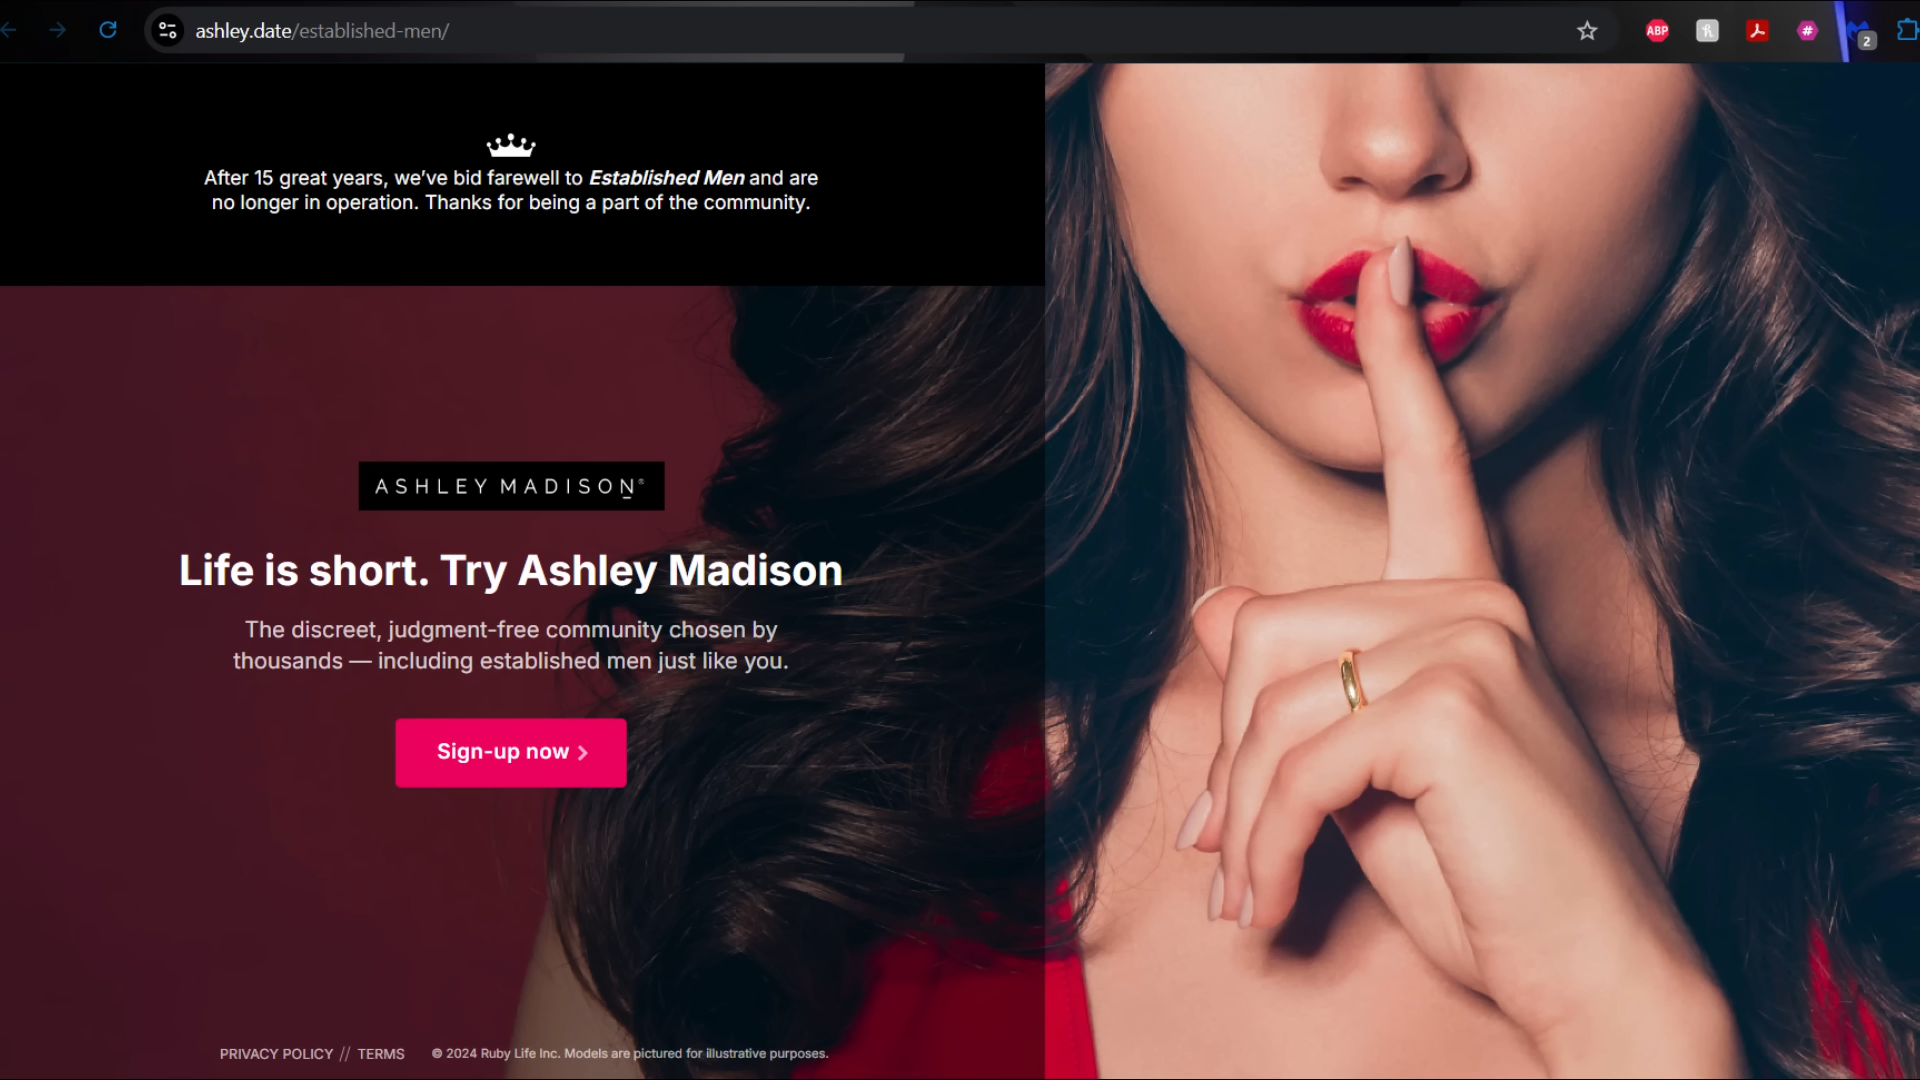 ashley.date/established-men/
ABP
#
2
After 15 great years, we've bid farewell to Established Men and are
no longer in operation. Thanks for being a part of the community.
ASHLEY MADISON®
Life is short. Try Ashley Madison
The discreet, judgment-free community chosen by
thousands — including established men just like you.
Sign-up now
PRIVACY POLICY // TERMS © 2024 Ruby Life Inc. Models are pictured for illustrative purposes.